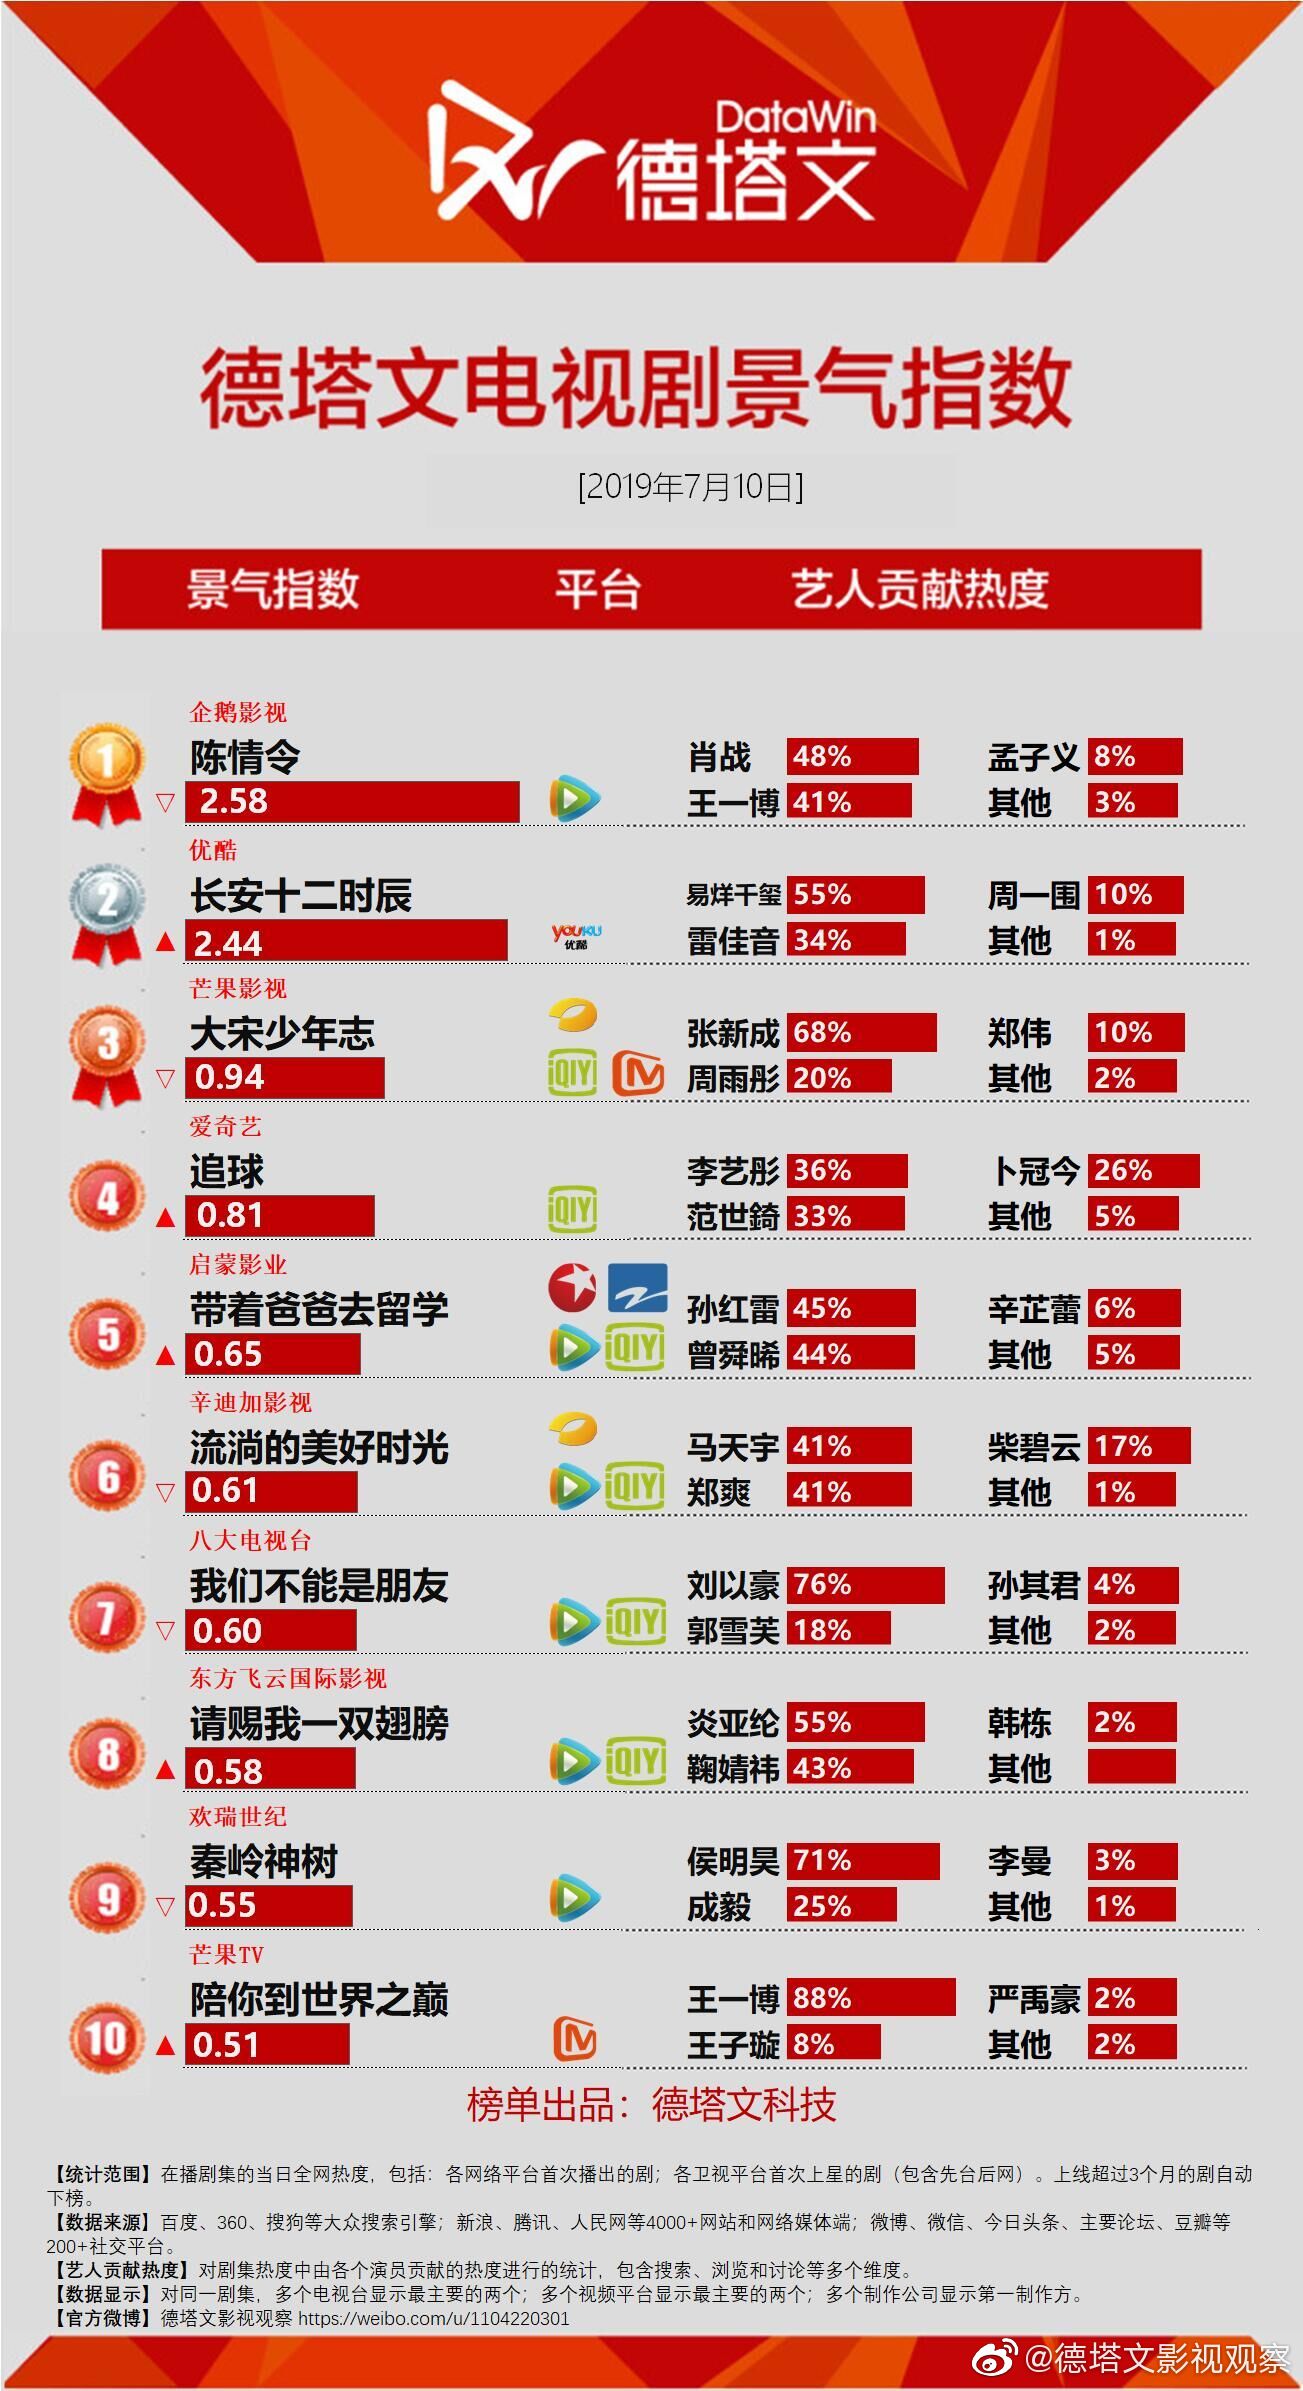 DataWin
德塔文
德塔文电视剧景气指数
[2019年7月10日]
景气指数 平台 艺人贡献热度
企鹅影视
1 陈情令 肖战 48% 孟子义 8%
▽ 2.58 王一博 41% 其他 3%
优酷
2 长安十二时辰 易烊千玺 55% 周一围 10%
▲ 2.44 YOUKU 优酷 雷佳音 34% 其他 1%
芒果影视
3 大宋少年志 张新成 68% 郑伟 10%
▽ 0.94 iQIYI 周雨彤 20% 其他 2%
爱奇艺
4 追球 李艺彤 36% 卜冠今 26%
▲ 0.81 iQIYI 范世錡 33% 其他 5%
启蒙影业
5 带着爸爸去留学 孙红雷 45% 辛芷蕾 6%
▲ 0.65 iQIYI 曾舜晞 44% 其他 5%
辛迪加影视
6 流淌的美好时光 马天宇 41% 柴碧云 17%
▽ 0.61 iQIYI 郑爽 41% 其他 1%
八大电视台
7 我们不能是朋友 刘以豪 76% 孙其君 4%
▽ 0.60 iQIYI 郭雪芙 18% 其他 2%
东方飞云国际影视
8 请赐我一双翅膀 炎亚纶 55% 韩栋 2%
▲ 0.58 iQIYI 鞠婧祎 43% 其他
欢瑞世纪
9 秦岭神树 侯明昊 71% 李曼 3%
▽ 0.55 成毅 25% 其他 1%
芒果TV
10 陪你到世界之巅 王一博 88% 严禹豪 2%
▲ 0.51 王子璇 8% 其他 2%
榜单出品：德塔文科技
【统计范围】在播剧集的当日全网热度，包括：各网络平台首次播出的剧；各卫视平台首次上星的剧（包含先台后网）。上线超过3个月的剧自动
下榜。
【数据来源】百度、360、搜狗等大众搜索引擎；新浪、腾讯、人民网等4000+网站和网络媒体端；微博、微信、今日头条、主要论坛、豆瓣等
200+社交平台。
【艺人贡献热度】对剧集热度中由各个演员贡献的热度进行的统计，包含搜索、浏览和讨论等多个维度。
【数据显示】对同一剧集，多个电视台显示最主要的两个；多个视频平台显示最主要的两个；多个制作公司显示第一制作方。
【官方微博】德塔文影视观察 https://weibo.com/u/1104220301
@德塔文影视观察